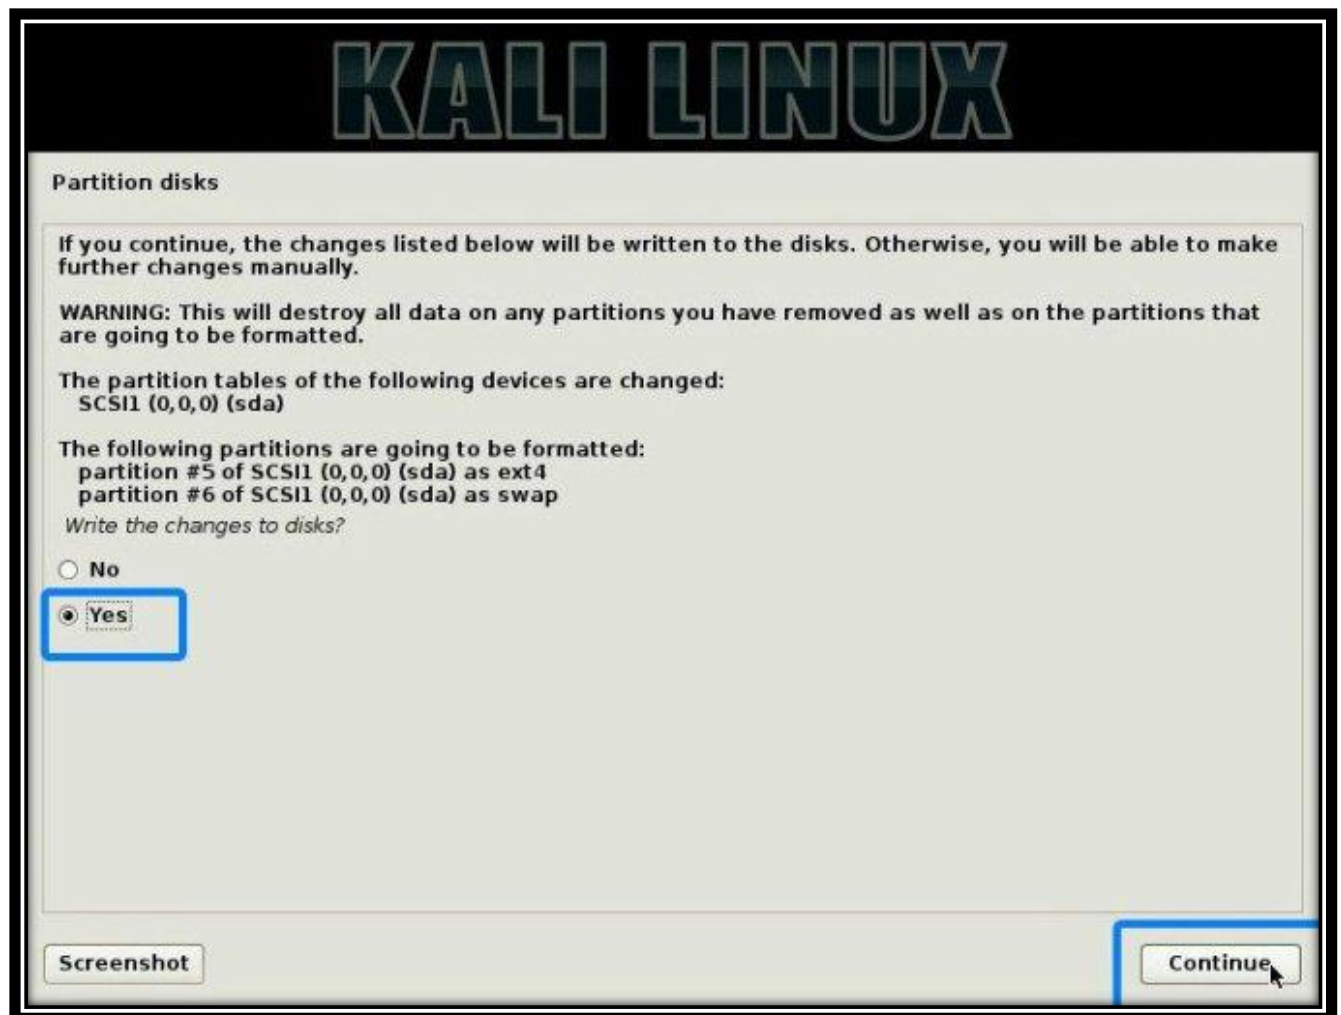 KALI LINUX
Partition disks
If you continue, the changes listed below will be written to the disks. Otherwise, you will be able to make
further changes manually.
WARNING: This will destroy all data on any partitions you have removed as well as on the partitions that
are going to be formatted.
The partition tables of the following devices are changed:
SCSI1 (0,0,0) (sda)
The following partitions are going to be formatted:
partition #5 of SCSI1 (0,0,0) (sda) as ext4
partition #6 of SCSI1 (0,0,0) (sda) as swap
Write the changes to disks?
No
Yes
Screenshot
Continue